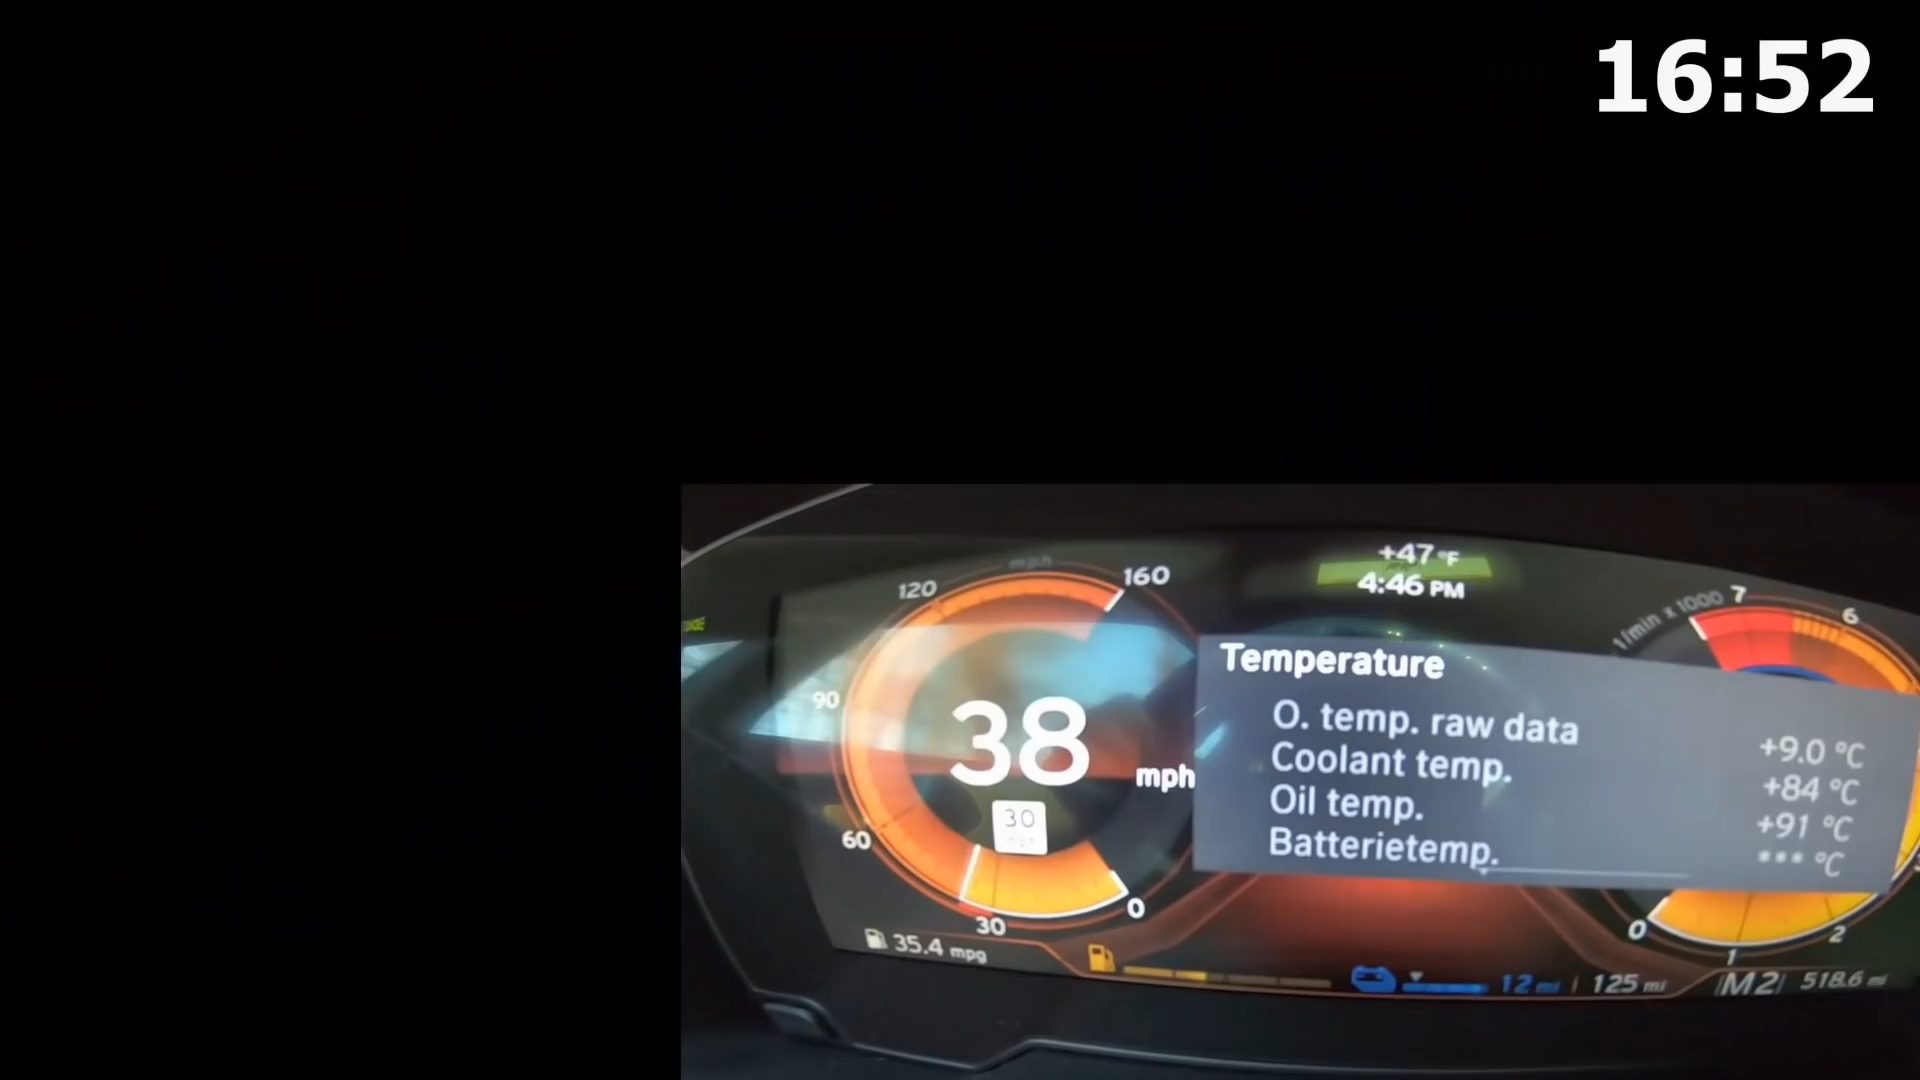 16:52
+47 °F
4:46 PM
mph
120
160
90
60
30
0
38 mph
30
1/min x 1000
7
6
0
1
2
Temperature
O. temp. raw data +9.0 °C
Coolant temp. +84 °C
Oil temp. +91 °C
Batterietemp. *** °C
35.4 mpg
12 mi | 125 mi
M2
518.6 mi